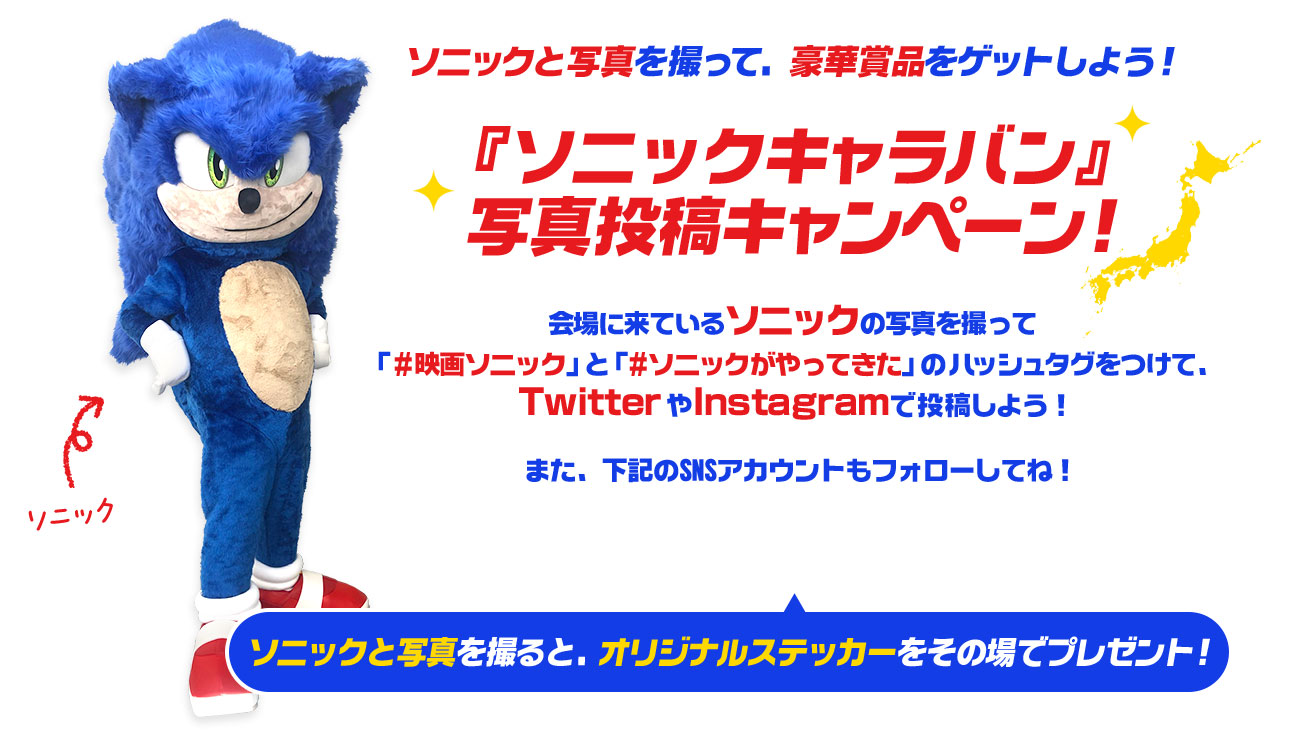 ソニックと写真を撮って、豪華賞品をゲットしよう！
『ソニックキャラバン』
写真投稿キャンペーン！
会場に来ているソニックの写真を撮って
「＃映画ソニック」と「＃ソニックがやってきた」のハッシュタグをつけて、
TwitterやInstagramで投稿しよう！
また、下記のSNSアカウントもフォローしてね！
ソニック
ソニックと写真を撮ると、オリジナルステッカーをその場でプレゼント！